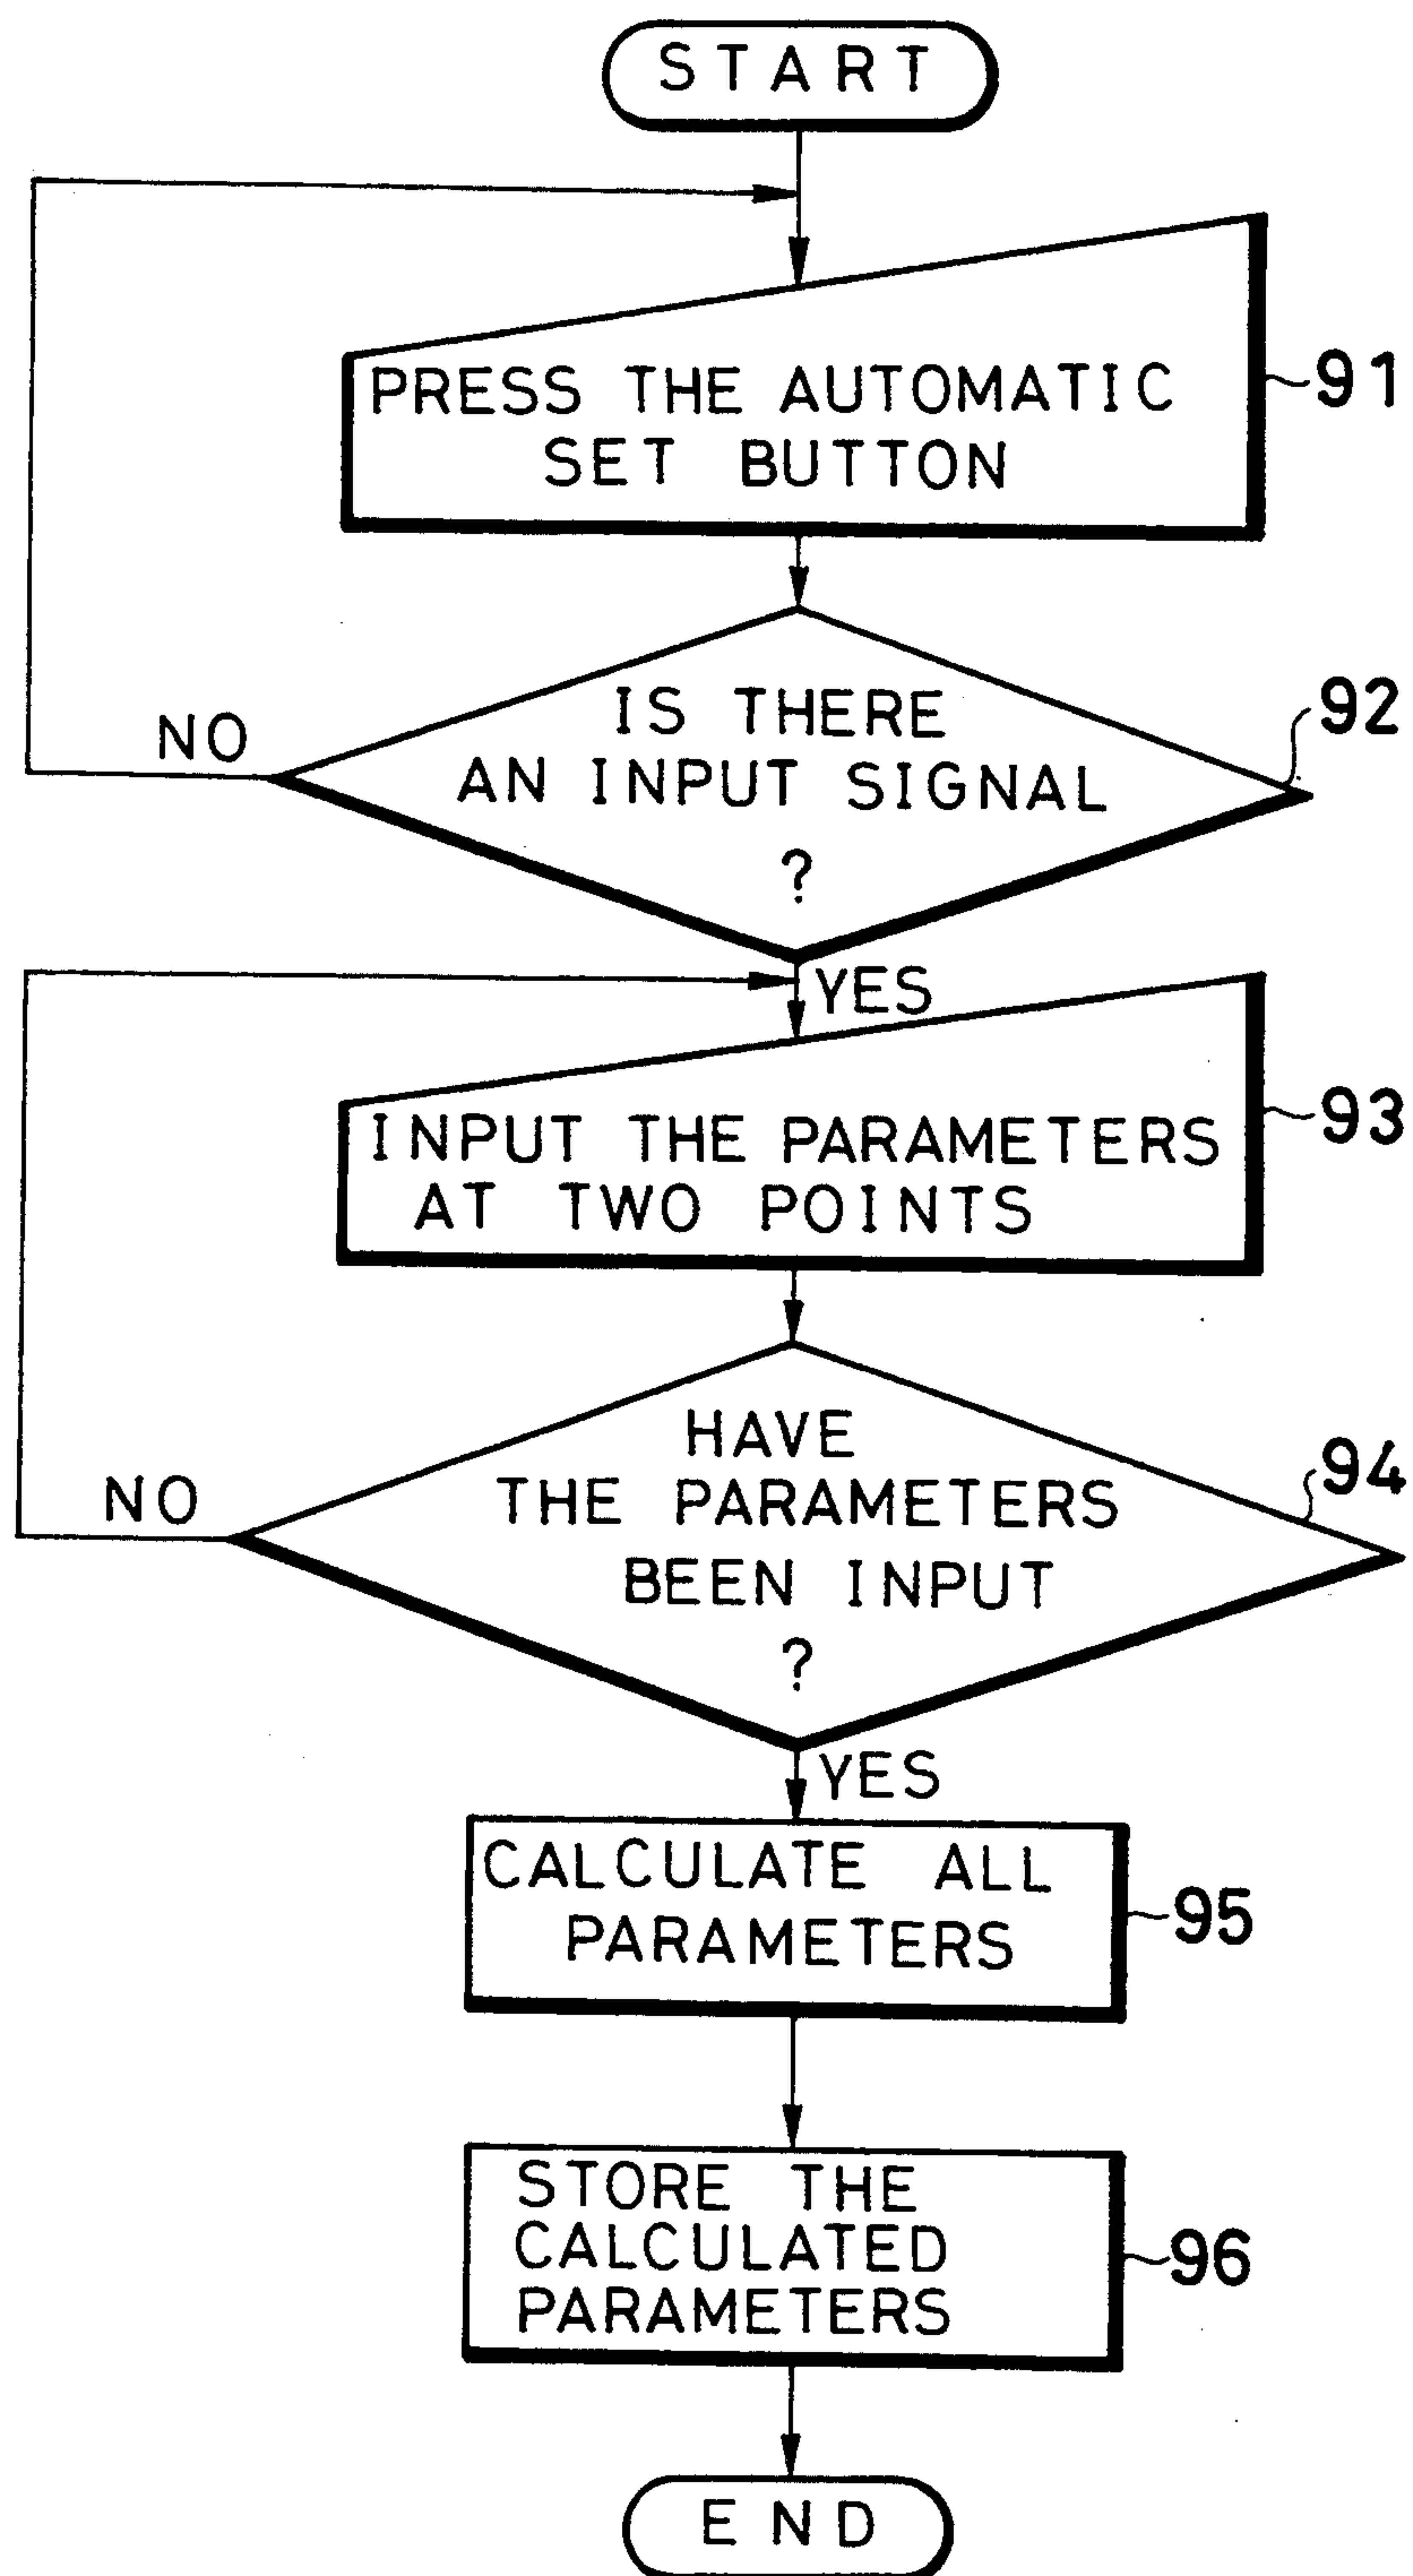 START
PRESS THE AUTOMATIC
SET BUTTON
91
IS THERE
AN INPUT SIGNAL
?
92
NO
YES
INPUT THE PARAMETERS
AT TWO POINTS
93
HAVE
THE PARAMETERS
BEEN INPUT
?
94
NO
YES
CALCULATE ALL
PARAMETERS
95
STORE THE
CALCULATED
PARAMETERS
96
END